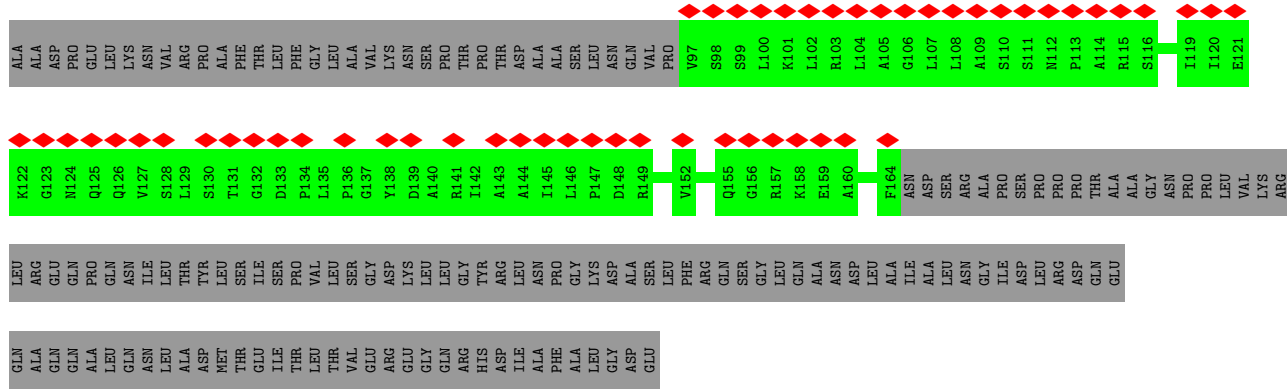 ALA ALA ASP PRO GLU LEU LYS ASN VAL ARG PRO ALA PHE THR LEU PHE GLY LEU ALA VAL LYS ASN SER PRO THR PRO THR ASP ALA ALA SER LEU ASN GLN VAL PRO V97 S98 S99 L100 K101 L102 R103 L104 A105 G106 L107 L108 A109 S110 S111 N112 P113 A114 R115 S116 I119 I120 E121
K122 G123 N124 Q125 Q126 V127 S128 L129 S130 T131 G132 D133 P134 L135 P136 G137 Y138 D139 A140 R141 I142 A143 A144 I145 L146 P147 D148 R149 V152 Q155 G156 R157 K158 E159 A160 F164 ASN ASP SER ARG ALA PRO SER PRO PRO PRO THR ALA ALA GLY ASN PRO PRO LEU VAL LYS ARG
LEU ARG GLU GLN PRO GLN ASN ILE LEU THR TYR LEU SER ILE SER PRO VAL LEU SER GLY ASP LYS LEU LEU GLY TYR ARG LEU ASN PRO GLY LYS ASP ALA SER LEU PHE ARG GLN SER GLY LEU GLN ALA ASN ASP LEU ALA ILE ALA LEU ASN GLY ILE ASP LEU ARG ASP GLN GLU
GLN ALA GLN GLN ALA LEU GLN ASN LEU ALA ASP MET THR GLU ILE THR LEU THR VAL GLU ARG GLU GLY GLN ARG HIS ASP ILE ALA PHE ALA LEU GLY ASP GLU